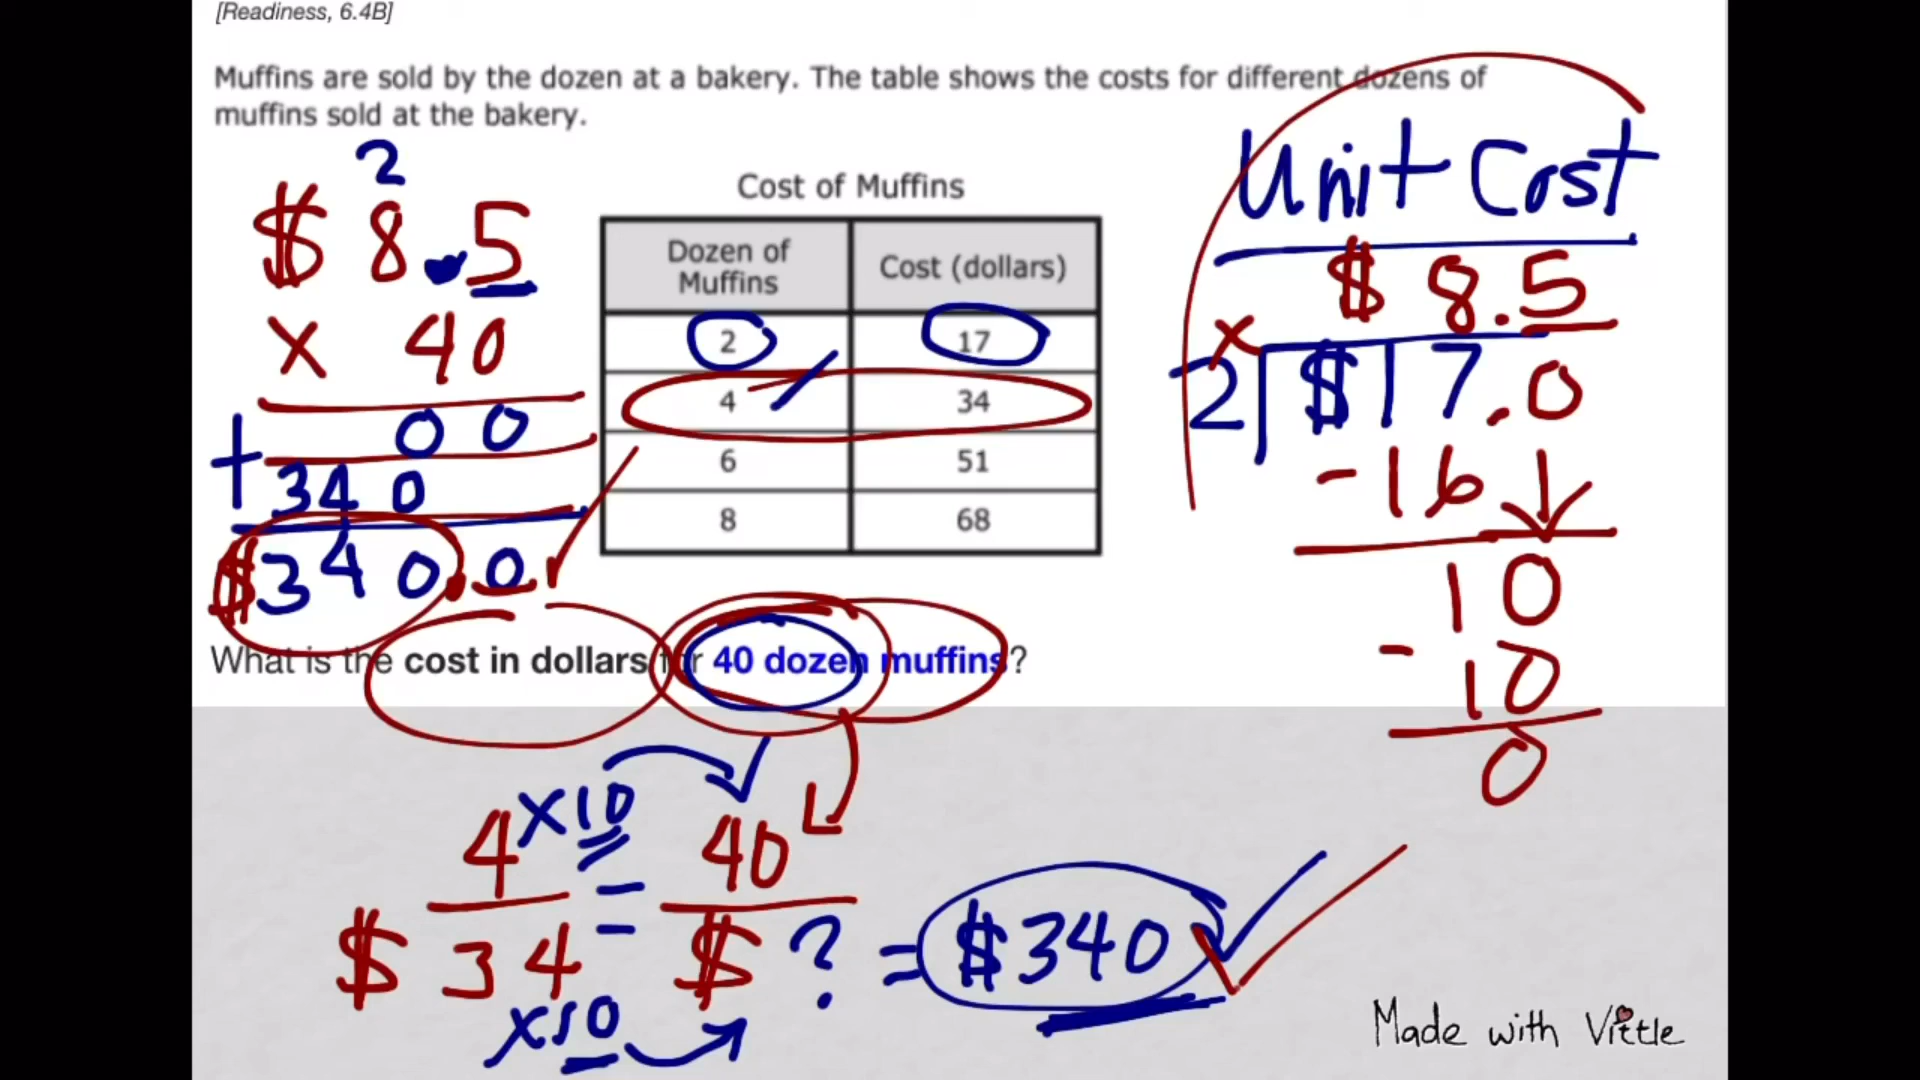 [Readiness, 6.4B]
Muffins are sold by the dozen at a bakery. The table shows the costs for different dozens of
muffins sold at the bakery.
2
$ 8.5
x 40
00
+ 340
$340.0
Cost of Muffins
Dozen of Muffins Cost (dollars)
2 17
4 34
6 51
8 68
Unit Cost
$ 8.5
x
2 $17.0
-16
10
- 10
0
What is the cost in dollars for 40 dozen muffins?
4 x10 = 40
$ 34 x10 $ ? = $340
Made with Vittle